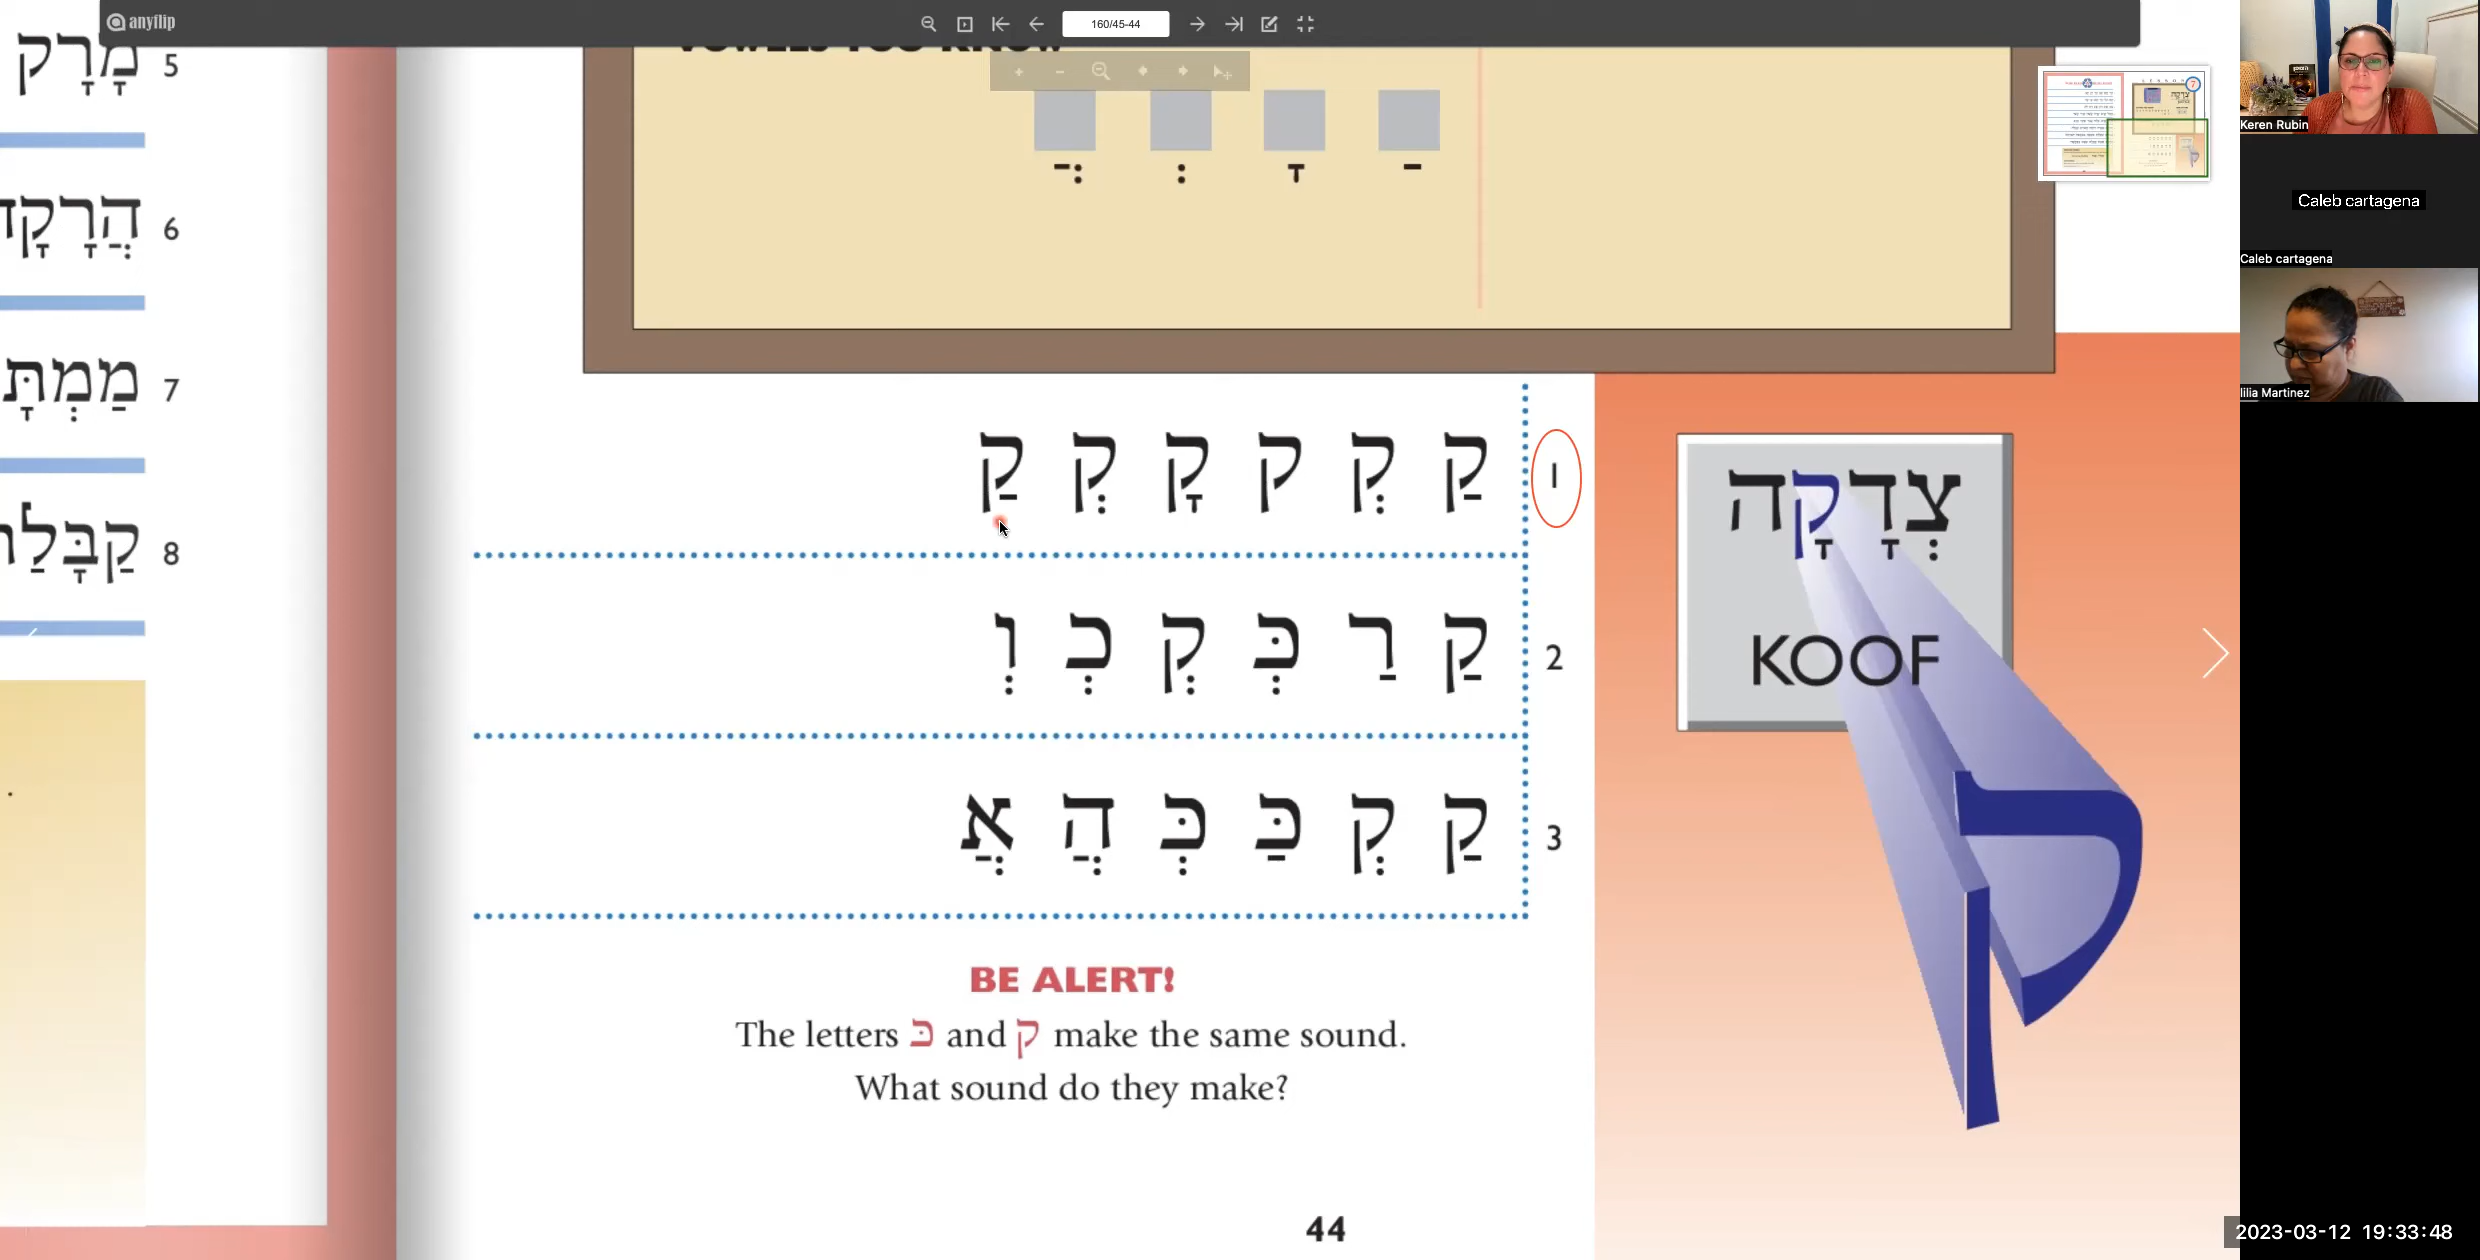 anyflip
160/45-44
5 מָרָק
6
7
8
ַ ָ ְ ֲ
1 קַ קְ ק קָ קְ קַ
2 קַ רַ כְּ קְ כְ וְ
3 קַ קְ כַּ כְּ הֲ אֲ
BE ALERT!
The letters כּ and ק make the same sound.
What sound do they make?
44
צְדָקָה
KOOF
7
Keren Rubin
Caleb cartagena
Caleb cartagena
lilia Martinez
2023-03-12 19:33:48